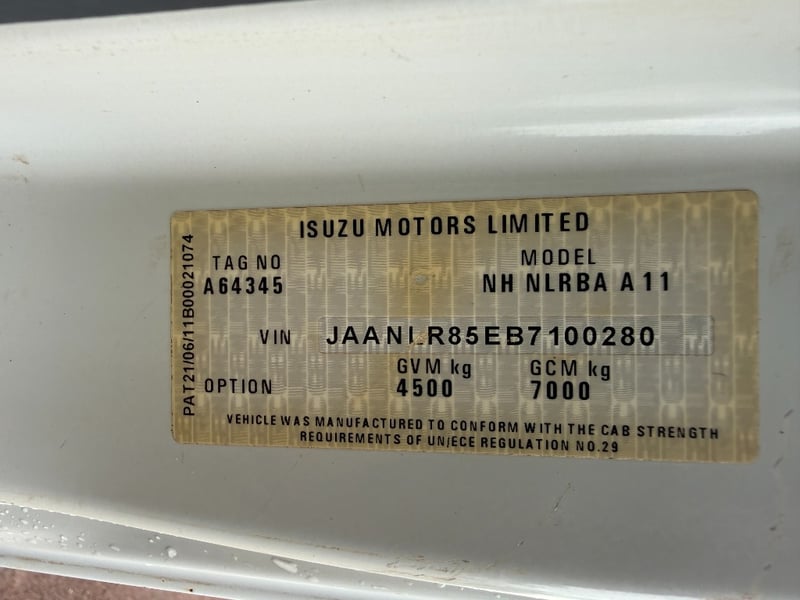 ISUZU MOTORS LIMITED
TAG NO
A64345
MODEL
NH NLRBA A11
VIN JAANLR85EB7100280
GVM kg
4500
GCM kg
7000
OPTION
VEHICLE WAS MANUFACTURED TO CONFORM WITH THE CAB STRENGTH
REQUIREMENTS OF UN/ECE REGULATION NO.29
PAT21/06/11B00021074